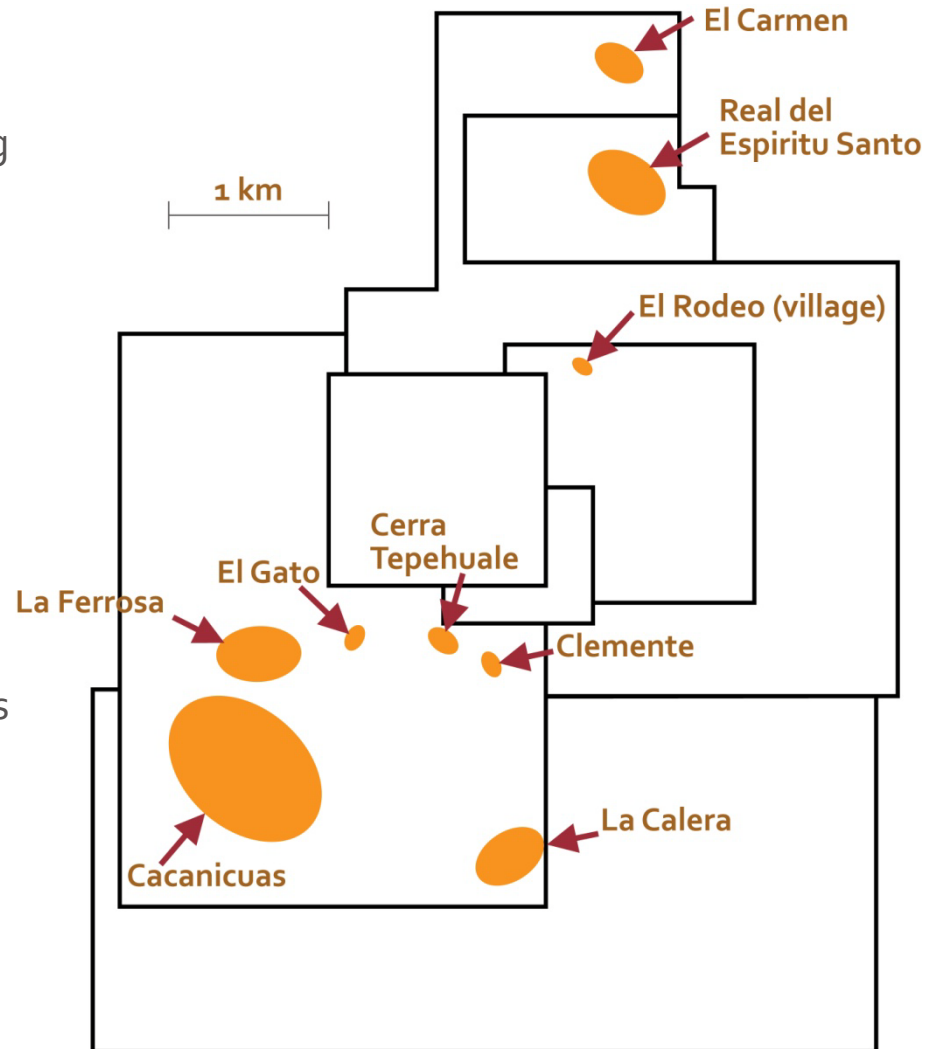 El Carmen
Real del
Espiritu Santo
g
1 km
El Rodeo (village)
Cerra
Tepehuale
El Gato
La Ferrosa
Clemente
s
La Calera
Cacanicuas